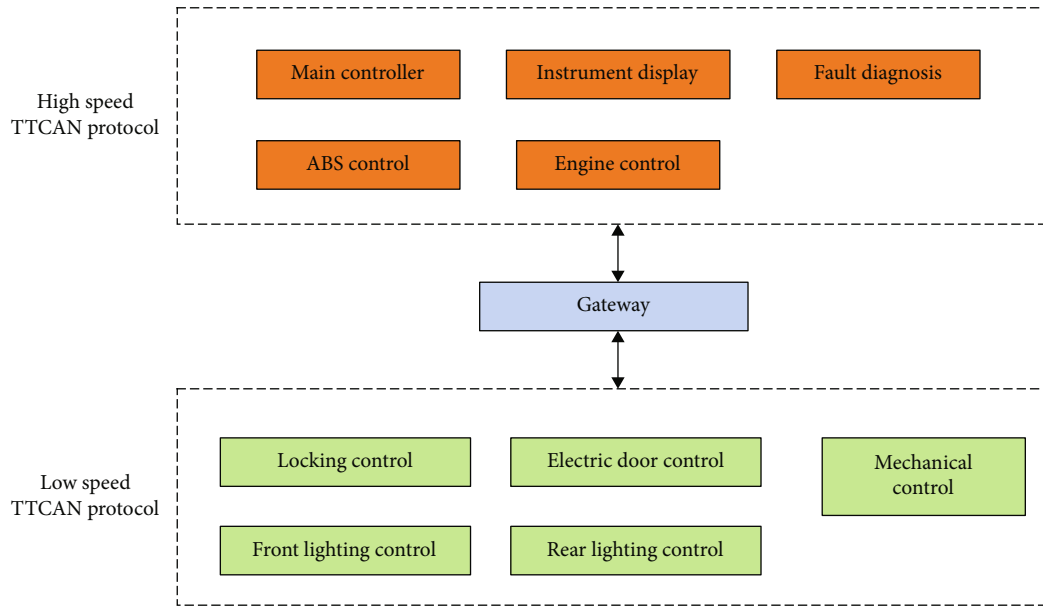 High speed
TTCAN protocol
Main controller
Instrument display
Fault diagnosis
ABS control
Engine control
Gateway
Low speed
TTCAN protocol
Locking control
Electric door control
Mechanical
control
Front lighting control
Rear lighting control